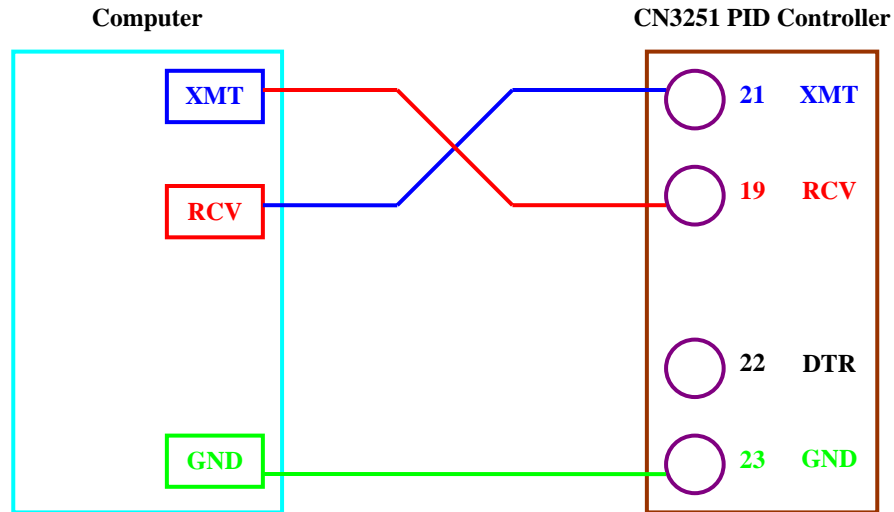 Computer
CN3251 PID Controller
XMT
21 XMT
RCV
19 RCV
22 DTR
GND
23 GND